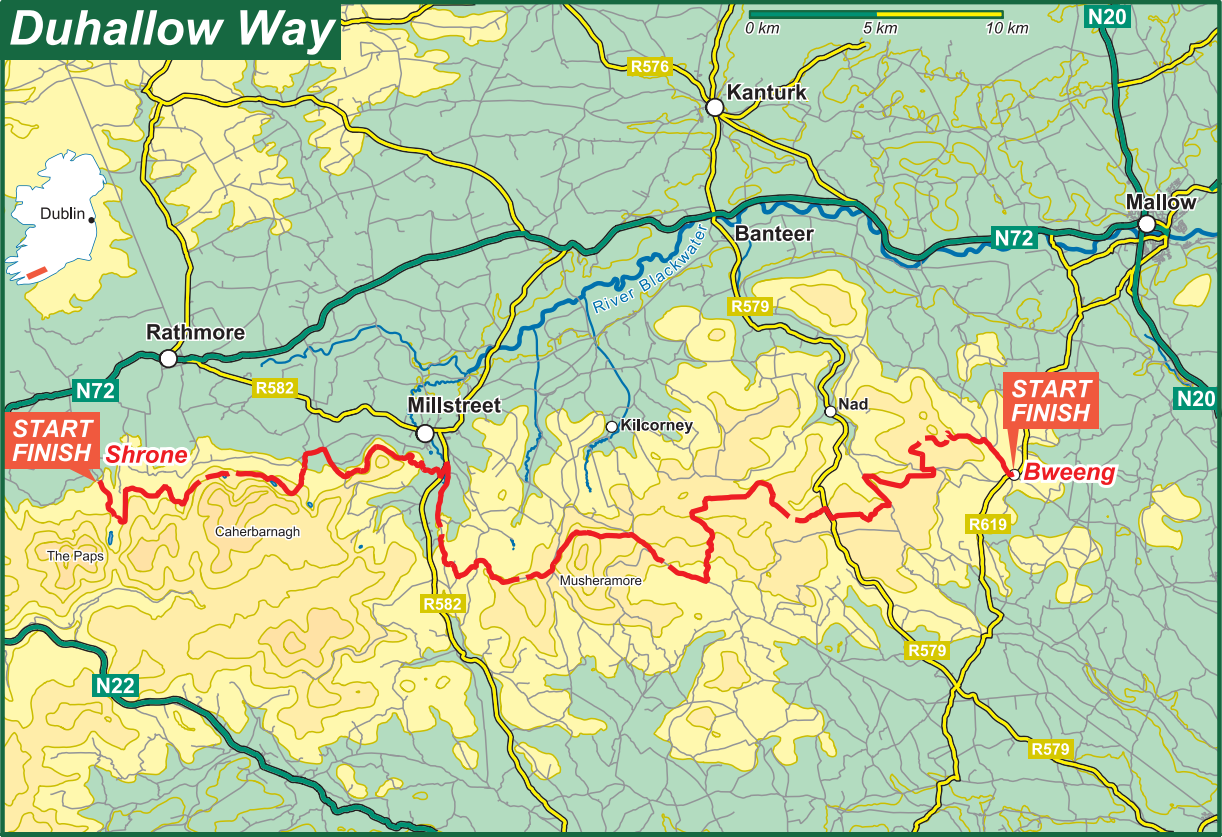 Duhallow Way
0 km
5 km
10 km
N20
R576
Kanturk
Dublin
Mallow
Banteer
N72
River Blackwater
R579
Rathmore
N72
R582
Millstreet
Nad
START
FINISH
N20
Kilcorney
START
FINISH
Shrone
Bweeng
Caherbarnagh
R619
The Paps
Musheramore
R582
R579
N22
R579